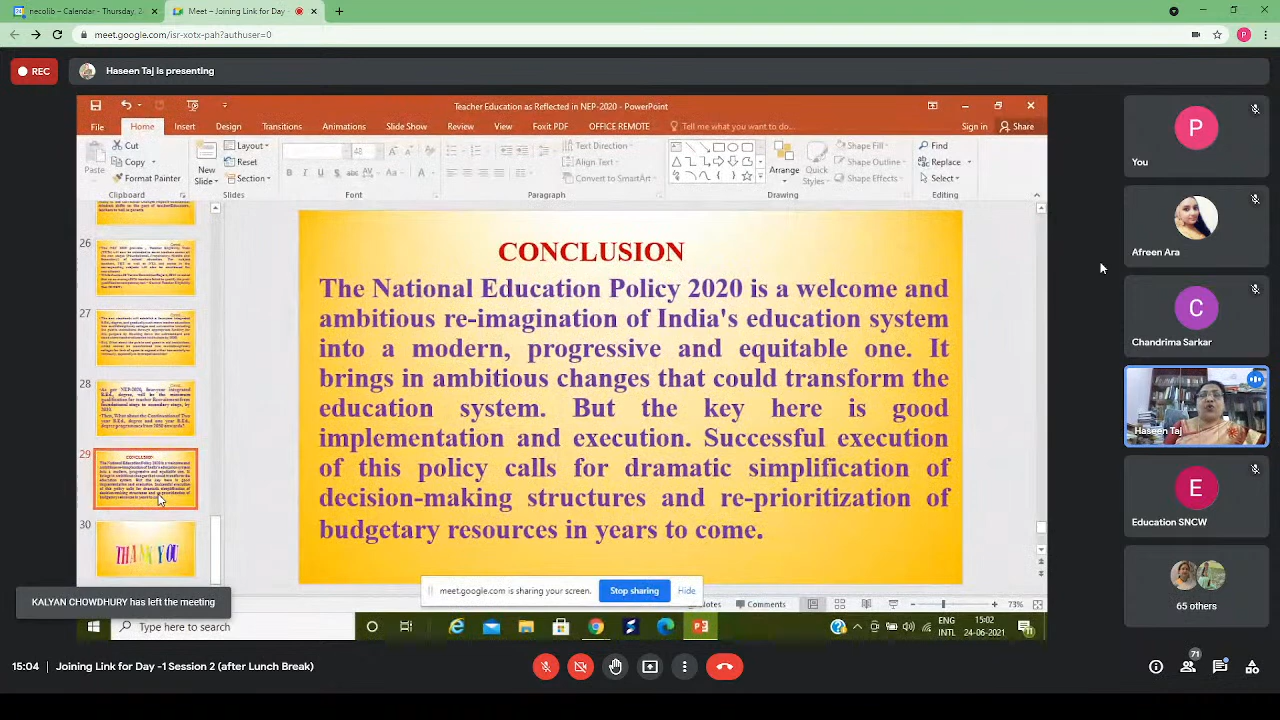 necolib – Calendar - Thursday, 2
Meet – Joining Link for Day -
meet.google.com/isr-xotx-pah?authuser=0
P
REC
Haseen Taj is presenting
Teacher Education as Reflected in NEP-2020 - PowerPoint
File Home Insert Design Transitions Animations Slide Show Review View Foxit PDF OFFICE REMOTE Tell me what you want to do... Sign in Share
Paste
Cut
Copy
Format Painter
Clipboard
New Slide
Layout
Reset
Section
Slides
48
B I U S abc AV Aa A
Font
Text Direction
Align Text
Convert to SmartArt
Paragraph
Arrange
Quick Styles
Shape Fill
Shape Outline
Shape Effects
Drawing
Find
Replace
Select
Editing
26
27
28
29
CONCLUSION
30
THANK YOU
CONCLUSION
The National Education Policy 2020 is a welcome and
ambitious re-imagination of India's education system
into a modern, progressive and equitable one. It
brings in ambitious changes that could transform the
education system. But the key here is good
implementation and execution. Successful execution
of this policy calls for dramatic simplification of
decision-making structures and re-prioritization of
budgetary resources in years to come.
meet.google.com is sharing your screen.
Stop sharing
Hide
Notes
Comments
73%
KALYAN CHOWDHURY has left the meeting
Type here to search
ENG
INTL
15:02
24-06-2021
11
P
You
Afreen Ara
C
Chandrima Sarkar
Haseen Taj
E
Education SNCW
65 others
15:04
Joining Link for Day -1 Session 2 (after Lunch Break)
71